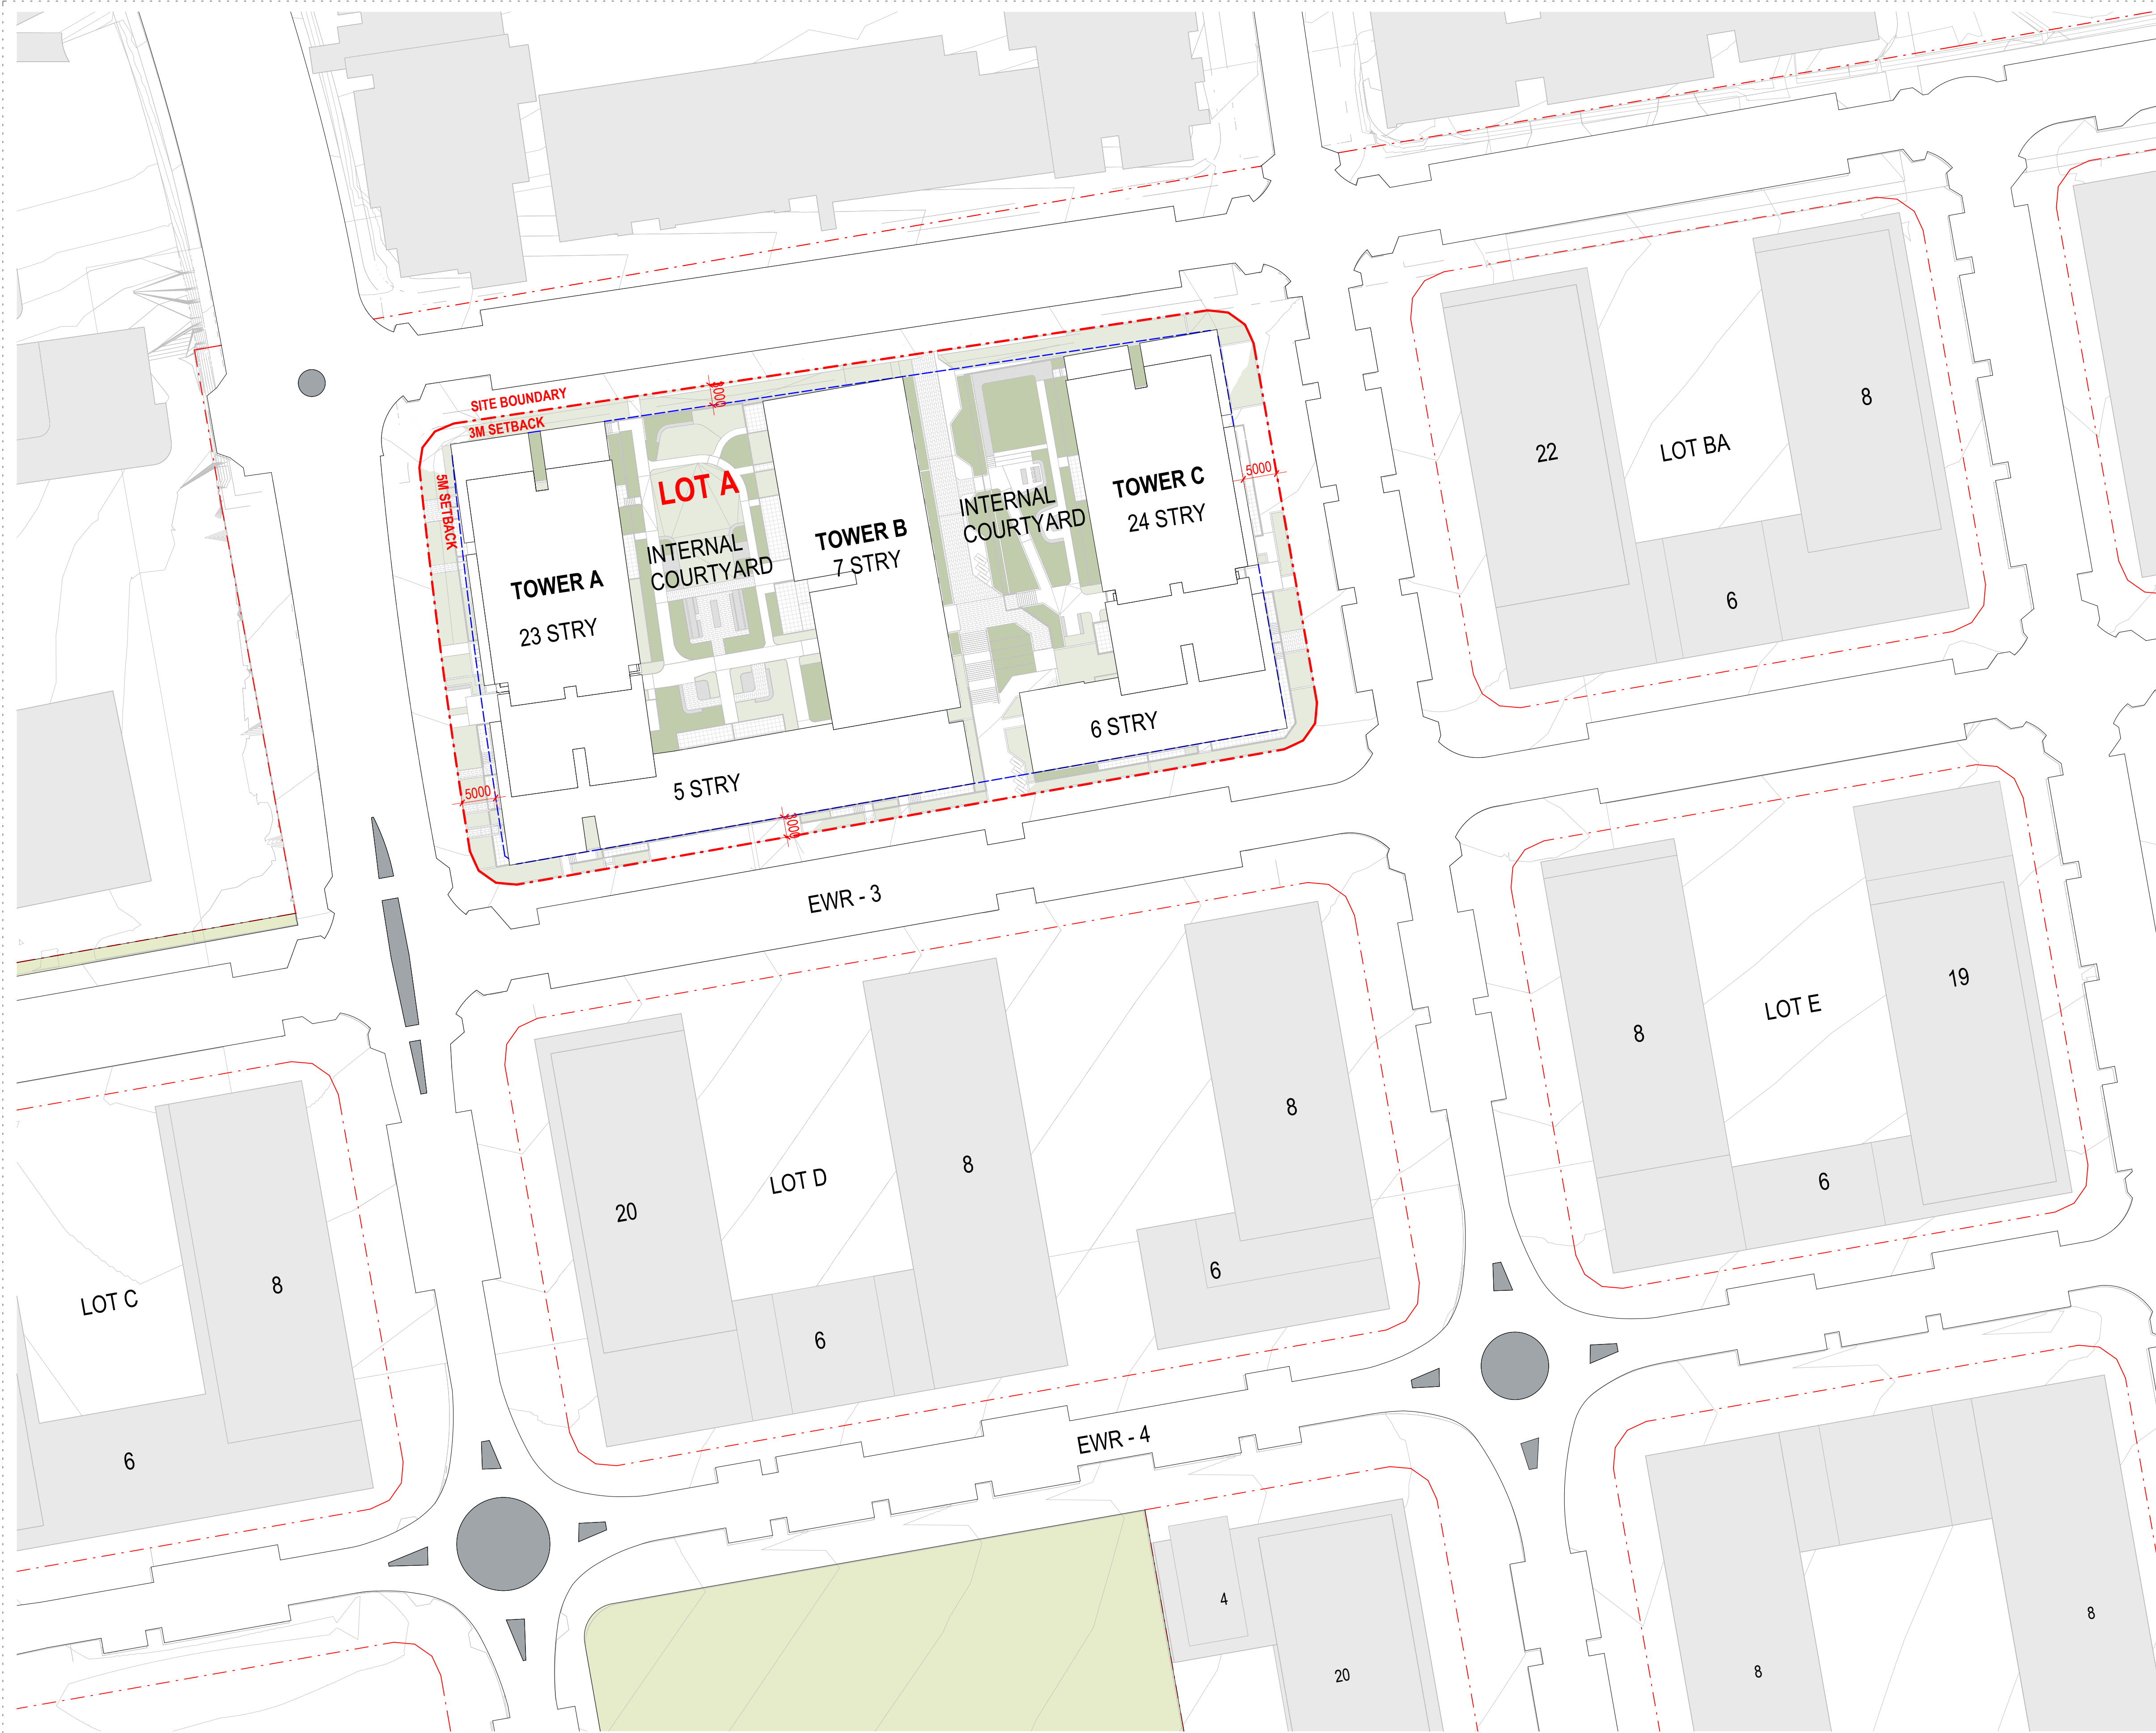 SITE BOUNDARY
3M SETBACK
3000
5M SETBACK
LOT A
INTERNAL
COURTYARD
TOWER A
23 STRY
TOWER B
7 STRY
INTERNAL
COURTYARD
TOWER C
24 STRY
5000
5000
5 STRY
6 STRY
3000
22
LOT BA
8
6
EWR - 3
LOT D
20
8
8
6
6
LOT E
8
19
6
LOT C
8
6
EWR - 4
4
20
8
8